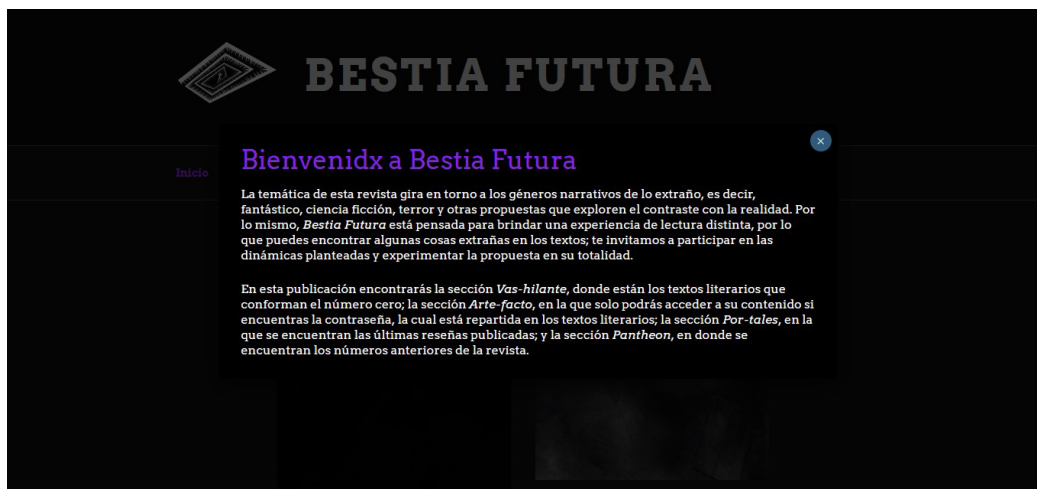 BESTIA FUTURA
Inicio
×
Bienvenidx a Bestia Futura
La temática de esta revista gira en torno a los géneros narrativos de lo extraño, es decir,
fantástico, ciencia ficción, terror y otras propuestas que exploren el contraste con la realidad. Por
lo mismo, Bestia Futura está pensada para brindar una experiencia de lectura distinta, por lo
que puedes encontrar algunas cosas extrañas en los textos; te invitamos a participar en las
dinámicas planteadas y experimentar la propuesta en su totalidad.
En esta publicación encontrarás la sección Vas-hilante, donde están los textos literarios que
conforman el número cero; la sección Arte-facto, en la que solo podrás acceder a su contenido si
encuentras la contraseña, la cual está repartida en los textos literarios; la sección Por-tales, en la
que se encuentran las últimas reseñas publicadas; y la sección Pantheon, en donde se
encuentran los números anteriores de la revista.